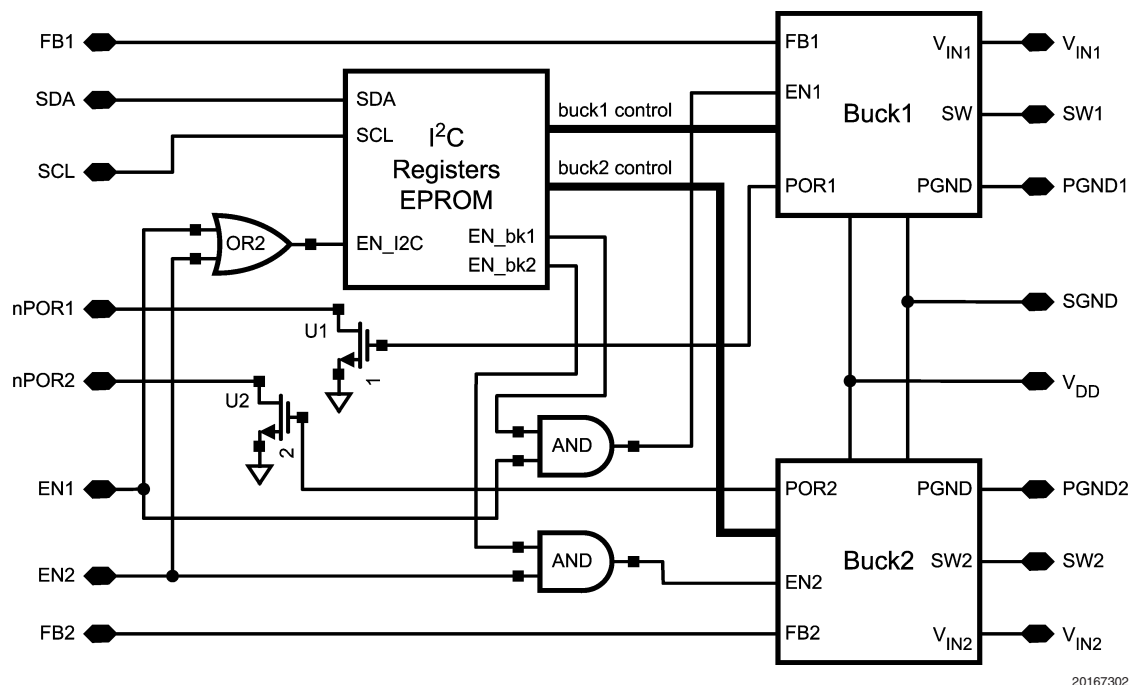 FB1
FB1
V_IN1
V_IN1
SDA
SDA
EN1
Buck1
SW
SW1
buck1 control
SCL
SCL
I²C
Registers
EPROM
buck2 control
POR1
PGND
PGND1
OR2
EN_I2C
EN_bk1
EN_bk2
nPOR1
U1
1
SGND
nPOR2
U2
2
V_DD
AND
EN1
POR2
PGND
PGND2
EN2
AND
Buck2
SW2
SW2
EN2
FB2
FB2
V_IN2
V_IN2
20167302